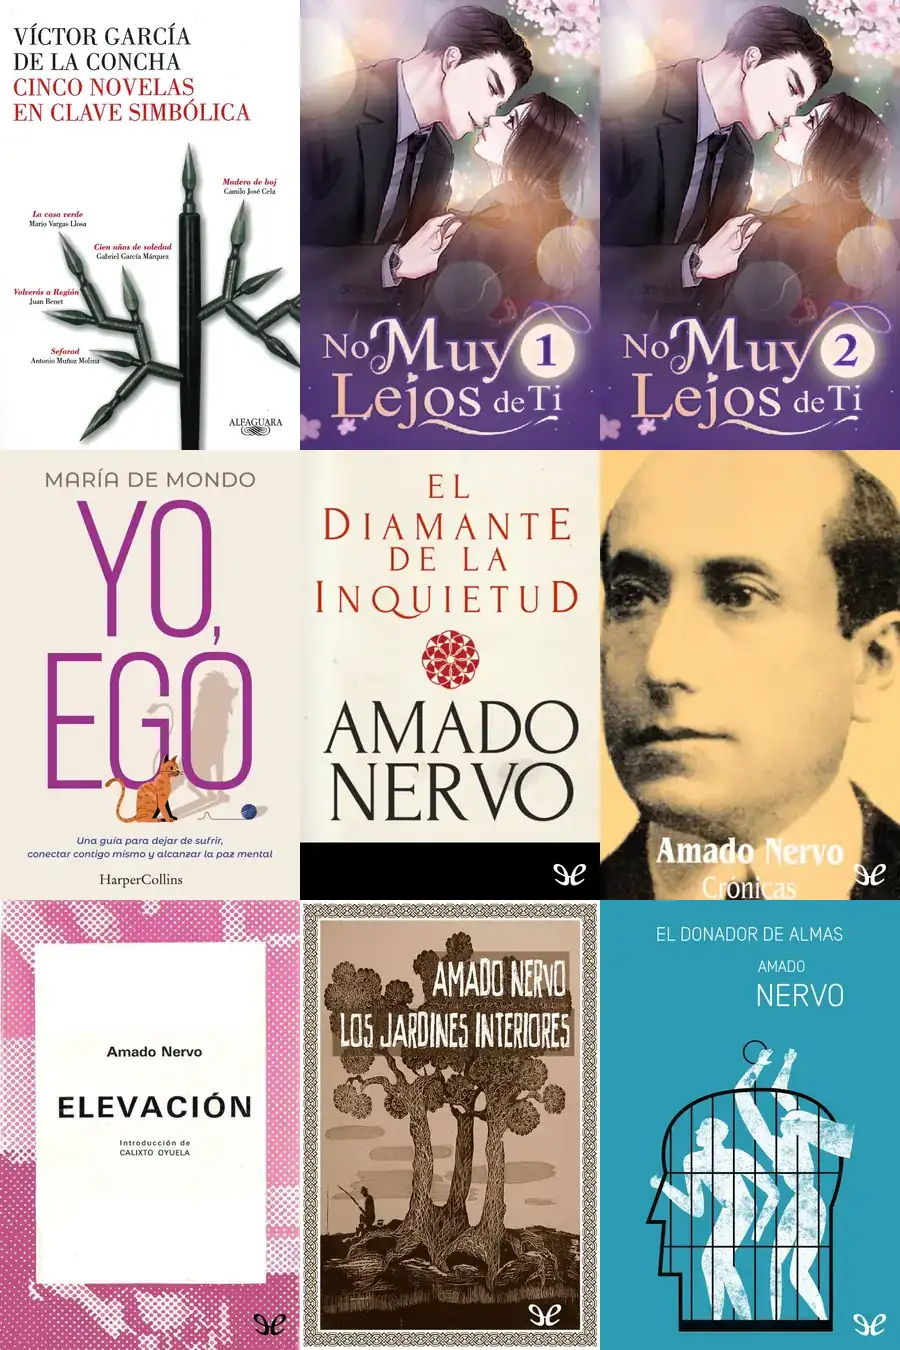 VÍCTOR GARCÍA
DE LA CONCHA
CINCO NOVELAS
EN CLAVE SIMBÓLICA
Madera de boj
Camilo José Cela
La casa verde
Mario Vargas Llosa
Cien años de soledad
Gabriel García Márquez
Volverás a Región
Juan Benet
Sefarad
Antonio Muñoz Molina
ALFAGUARA
No Muy 1
Lejos de Ti
No Muy 2
Lejos de Ti
MARÍA DE MONDO
YO,
EGO
Una guía para dejar de sufrir,
conectar contigo mismo y alcanzar la paz mental
HarperCollins
EL
DIAMANTE
DE LA
INQUIETUD
AMADO
NERVO
Amado Nervo
Crónicas
Amado Nervo
ELEVACIÓN
Introducción de
CALIXTO OYUELA
AMADO NERVO
LOS JARDINES INTERIORES
EL DONADOR DE ALMAS
AMADO
NERVO